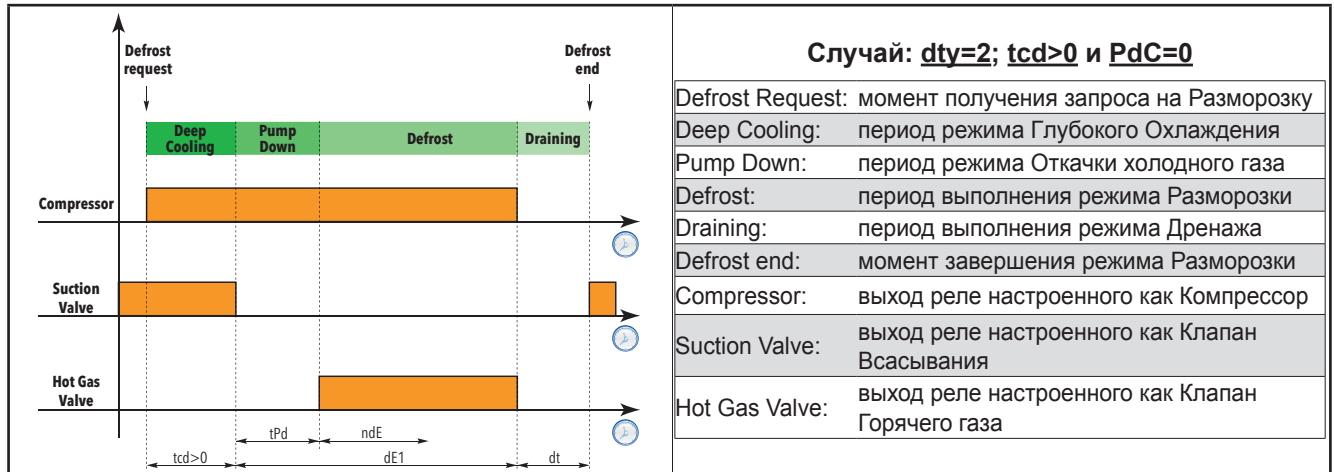 Defrost
request
Defrost
end
Deep
Cooling
Pump
Down
Defrost
Draining
Compressor
Suction
Valve
Hot Gas
Valve
tPd
ndE
tcd>0
dE1
dt
Случай: dty=2; tcd>0 и PdC=0
Defrost Request: момент получения запроса на Разморозку
Deep Cooling: период режима Глубокого Охлаждения
Pump Down: период режима Откачки холодного газа
Defrost: период выполнения режима Разморозки
Draining: период выполнения режима Дренажа
Defrost end: момент завершения режима Разморозки
Compressor: выход реле настроенного как Компрессор
Suction Valve: выход реле настроенного как Клапан
Всасывания
Hot Gas Valve: выход реле настроенного как Клапан
Горячего газа